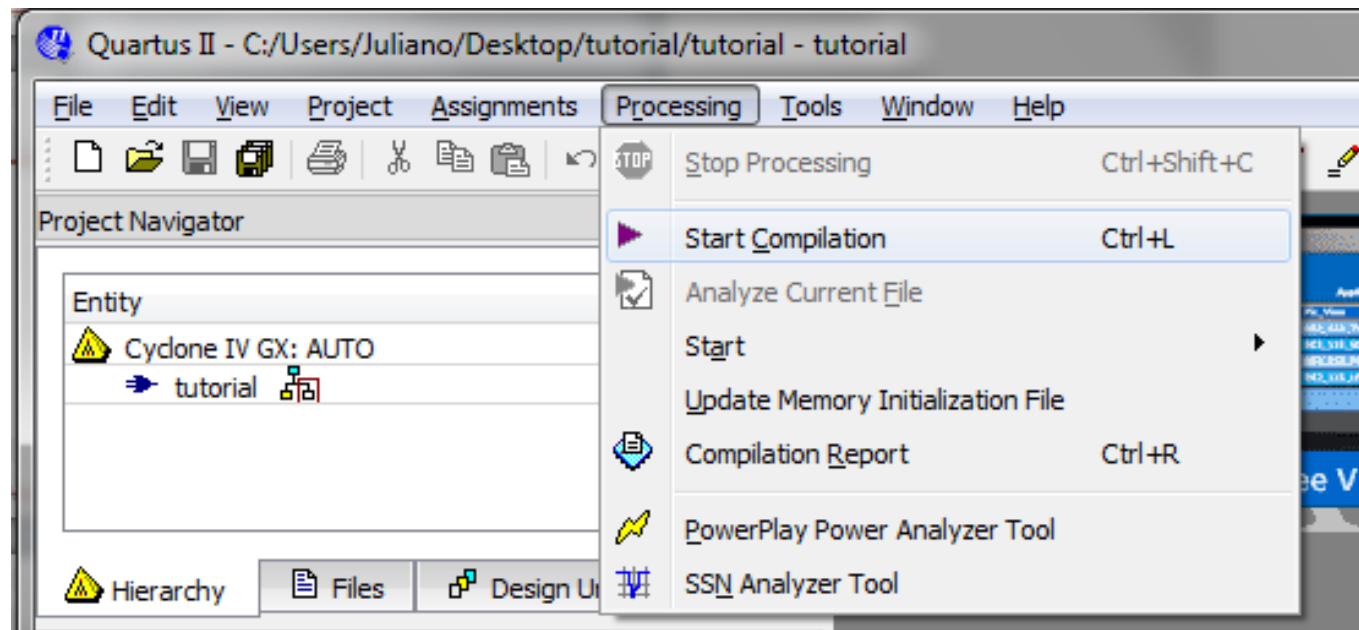 Quartus II - C:/Users/Juliano/Desktop/tutorial/tutorial - tutorial
File Edit View Project Assignments Processing Tools Window Help
STOP Stop Processing Ctrl+Shift+C
Project Navigator
Start Compilation Ctrl+L
Entity
Analyze Current File
Cyclone IV GX: AUTO
Start
tutorial
Update Memory Initialization File
Compilation Report Ctrl+R
PowerPlay Power Analyzer Tool
Hierarchy Files Design
SSN Analyzer Tool